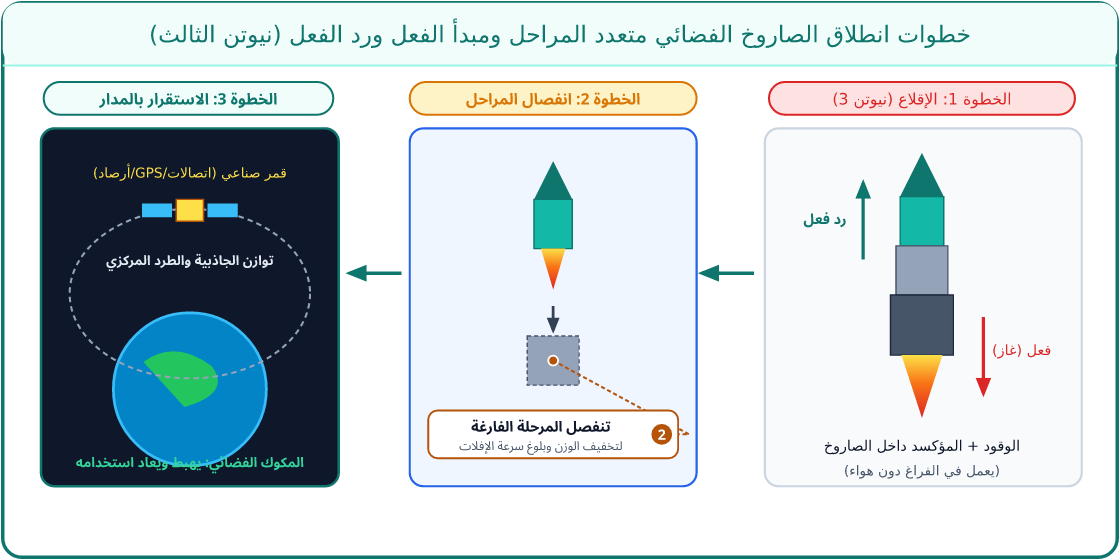 خطوات انطلاق الصاروخ الفضائي متعدد المراحل ومبدأ الفعل ورد الفعل (نيوتن الثالث)
الخطوة 1: الإقلاع (نيوتن 3)
رد فعل
فعل (غاز)
الوقود + المؤكسد داخل الصاروخ
(يعمل في الفراغ دون هواء)
الخطوة 2: انفصال المراحل
2
تنفصل المرحلة الفارغة
لتخفيف الوزن وبلوغ سرعة الإفلات
الخطوة 3: الاستقرار بالمدار
قمر صناعي (اتصالات/GPS/أرصاد)
توازن الجاذبية والطرد المركزي
المكوك الفضائي: يهبط ويعاد استخدامه